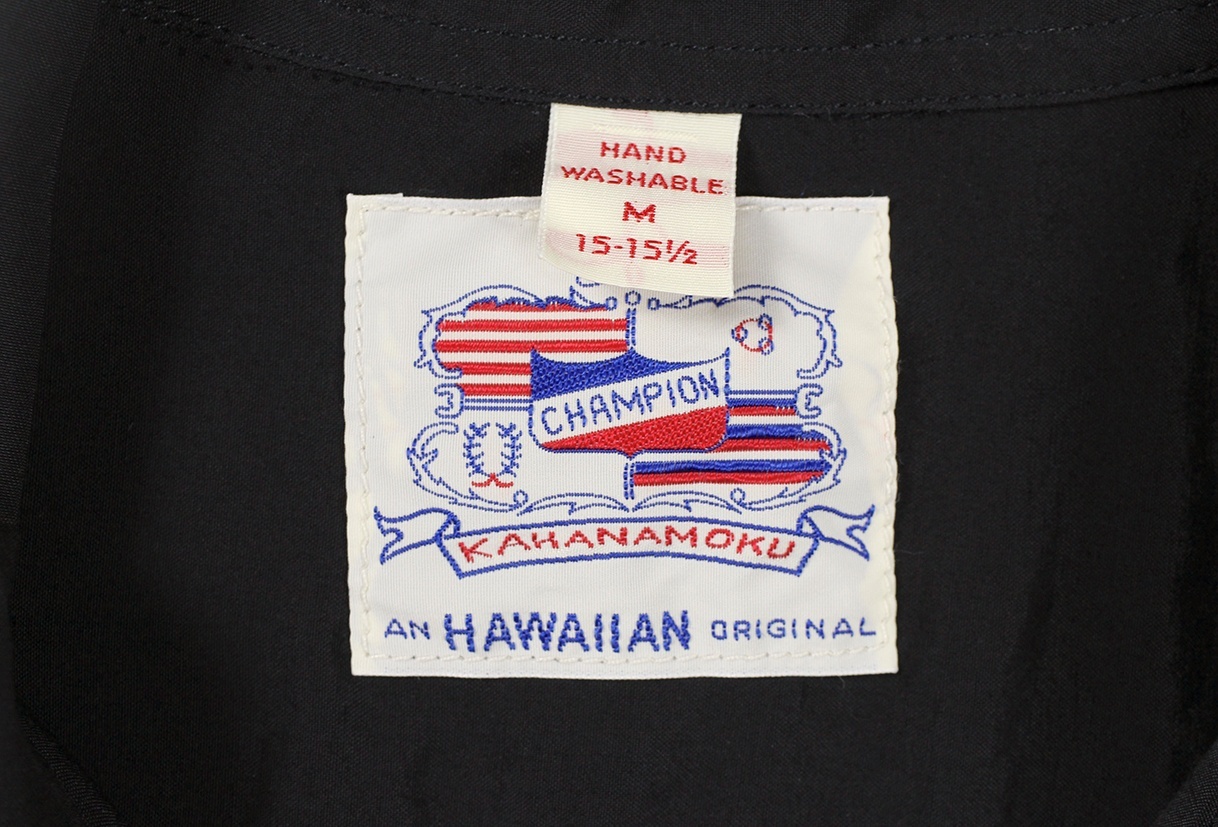 HAND
WASHABLE
M
15-15½
CHAMPION
KAHANAMOKU
AN HAWAIIAN ORIGINAL